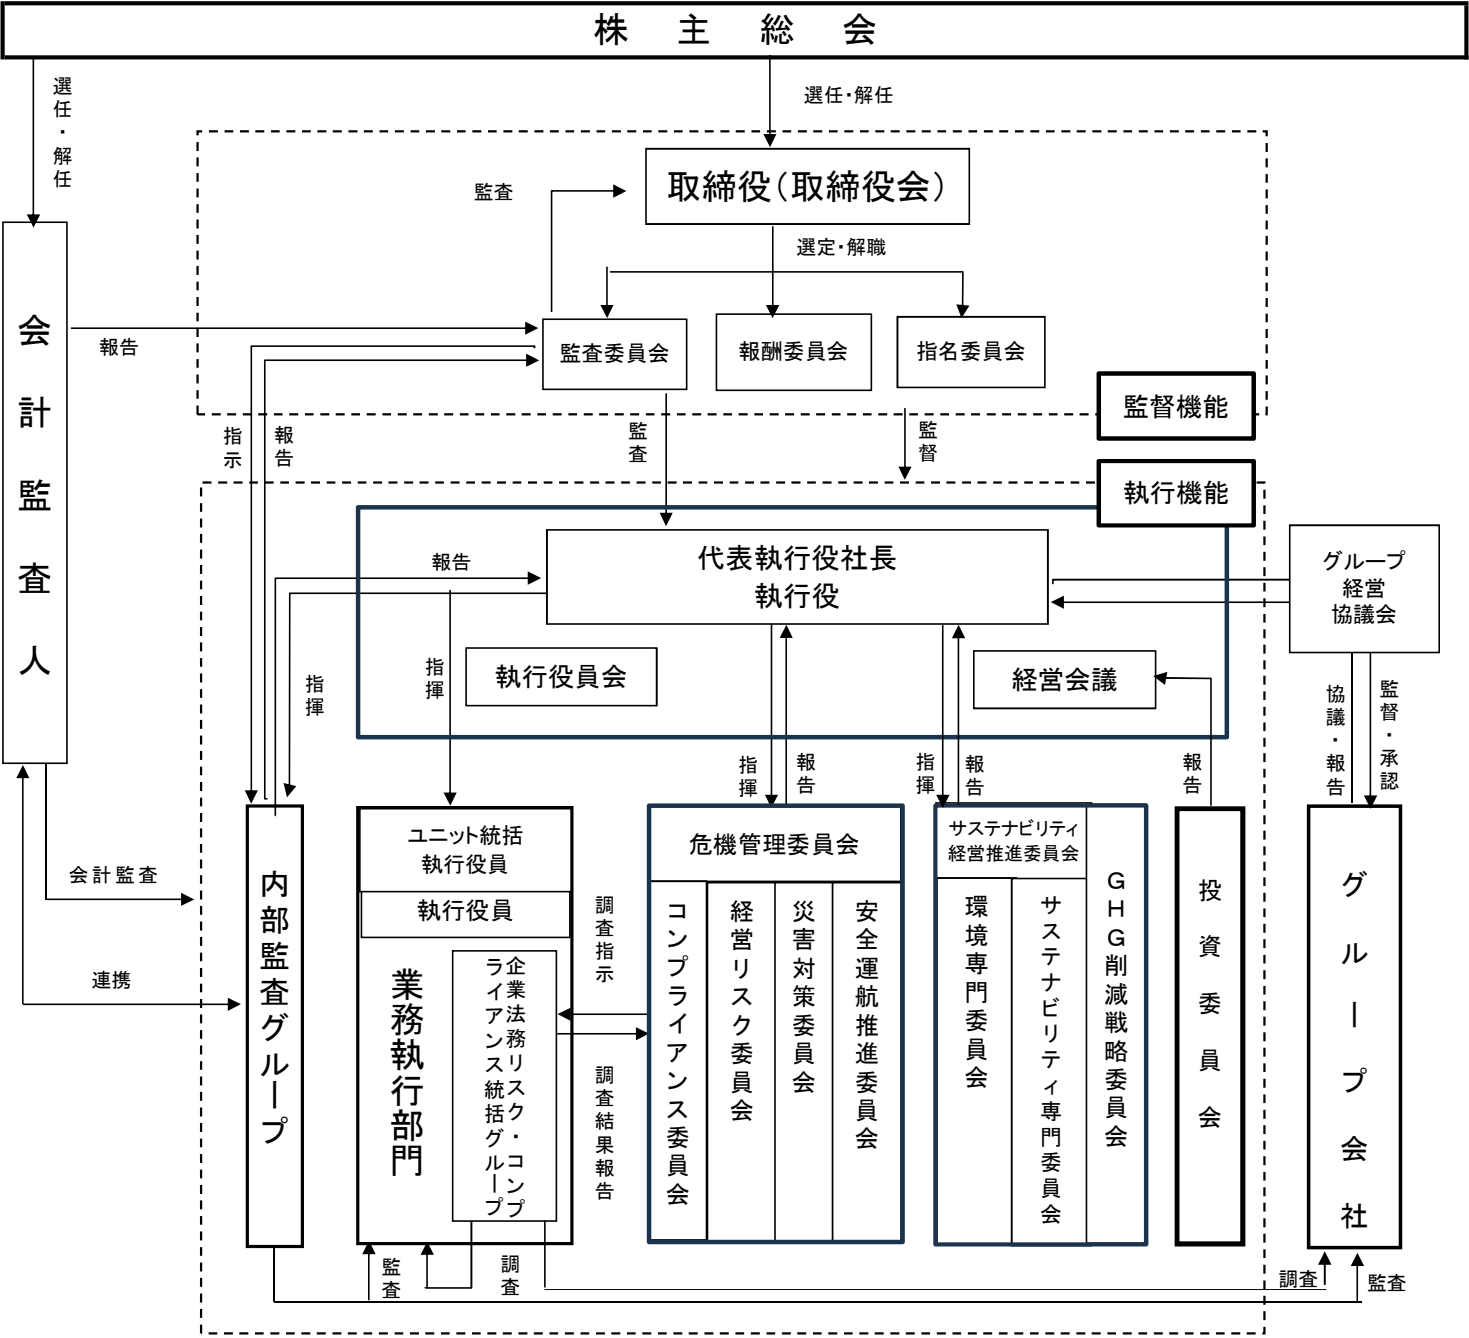 株主総会
選任・解任
選任・解任
取締役（取締役会）
監査
選定・解職
監査委員会
報酬委員会
指名委員会
報告
監督機能
指示
報告
監査
監督
執行機能
会計監査人
代表執行役社長
執行役
報告
グループ
経営
協議会
執行役員会
経営会議
指揮
指揮
協議・報告
監督・承認
指揮
報告
指揮
報告
報告
会計監査
連携
内部監査グループ
ユニット統括
執行役員
執行役員
業務執行部門
企業法務リスク・コンプ
ライアンス統括グループ
調査指示
調査結果報告
危機管理委員会
コンプライアンス委員会
経営リスク委員会
災害対策委員会
安全運航推進委員会
サステナビリティ
経営推進委員会
環境専門委員会
サステナビリティ専門委員会
GHG削減戦略委員会
投資委員会
グループ会社
監査
調査
調査
監査